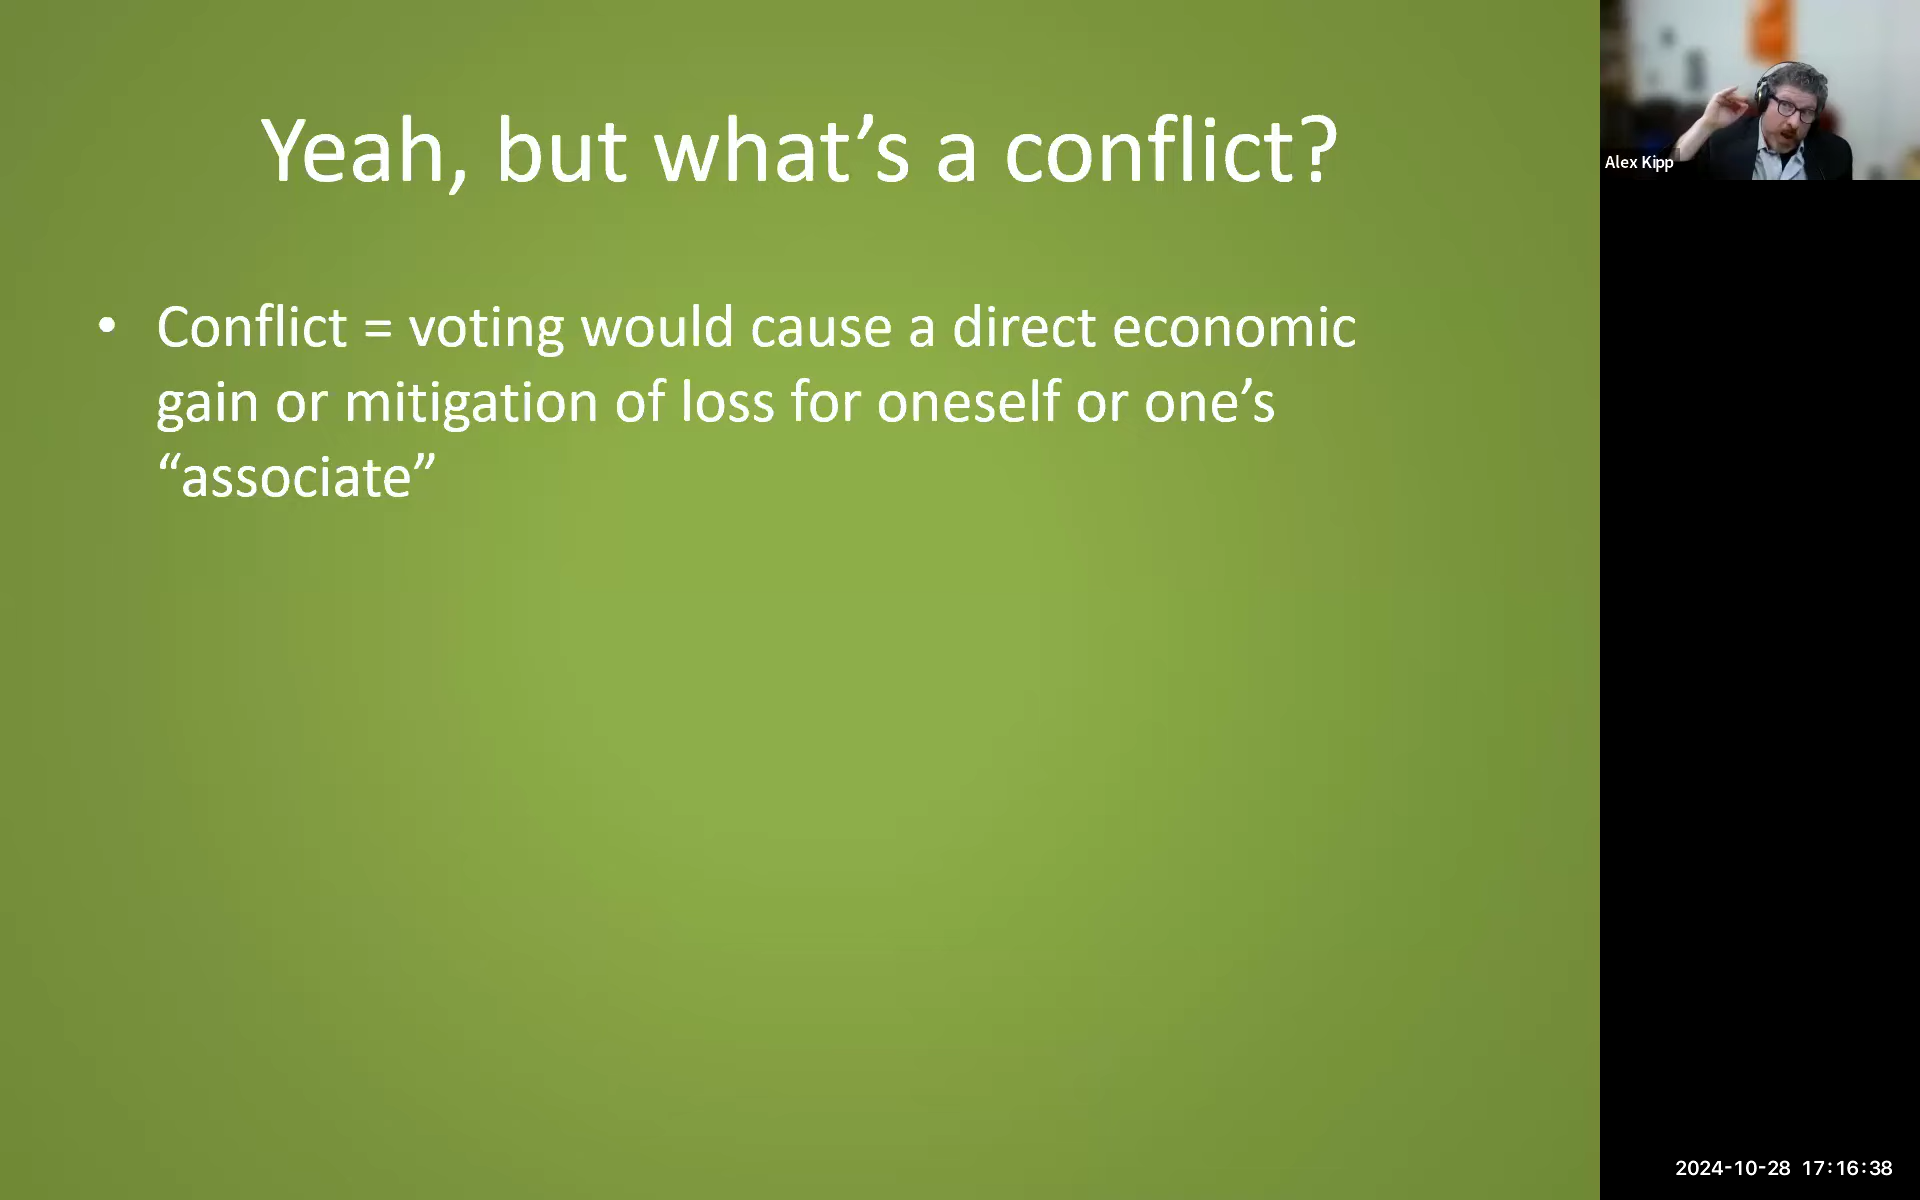 Yeah, but what’s a conflict?
• Conflict = voting would cause a direct economic
gain or mitigation of loss for oneself or one’s
“associate”
Alex Kipp
2024-10-28 17:16:38